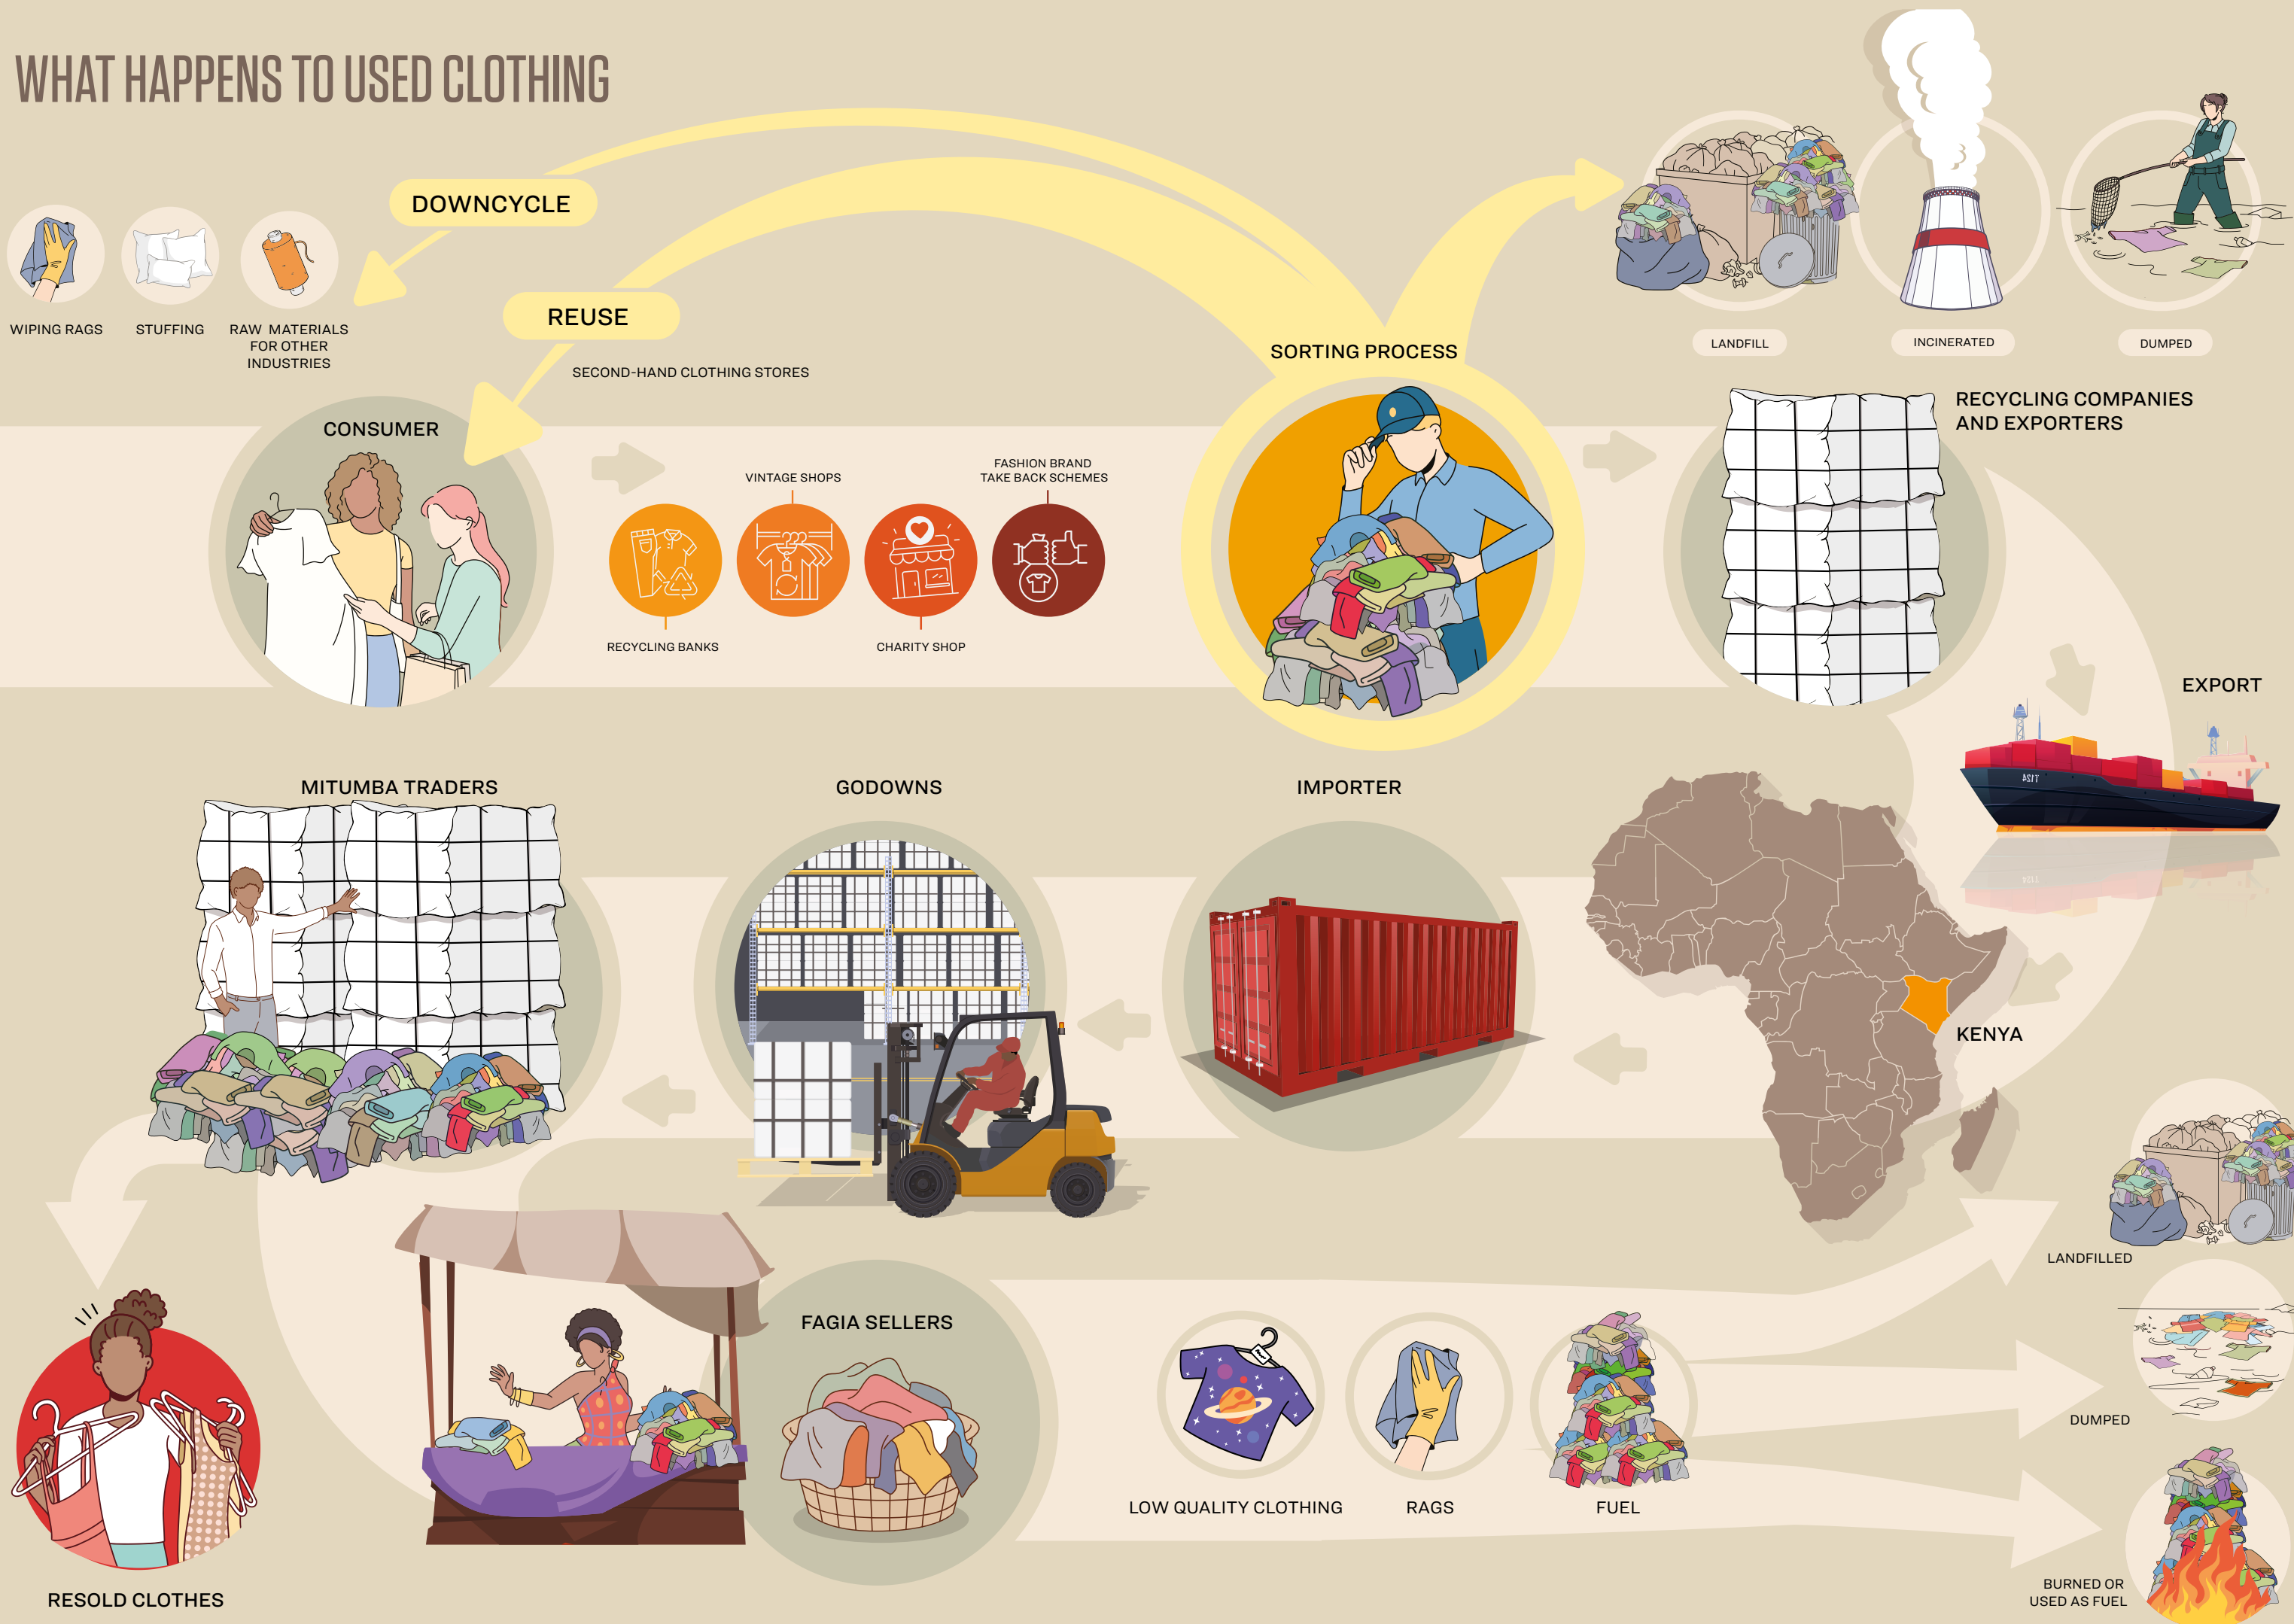 WHAT HAPPENS TO USED CLOTHING
DOWNCYCLE
WIPING RAGS
STUFFING
RAW MATERIALS
FOR OTHER
INDUSTRIES
REUSE
SECOND-HAND CLOTHING STORES
SORTING PROCESS
LANDFILL
INCINERATED
DUMPED
CONSUMER
VINTAGE SHOPS
FASHION BRAND
TAKE BACK SCHEMES
RECYCLING BANKS
CHARITY SHOP
RECYCLING COMPANIES
AND EXPORTERS
EXPORT
MITUMBA TRADERS
GODOWNS
IMPORTER
KENYA
LANDFILLED
FAGIA SELLERS
DUMPED
LOW QUALITY CLOTHING
RAGS
FUEL
BURNED OR
USED AS FUEL
RESOLD CLOTHES